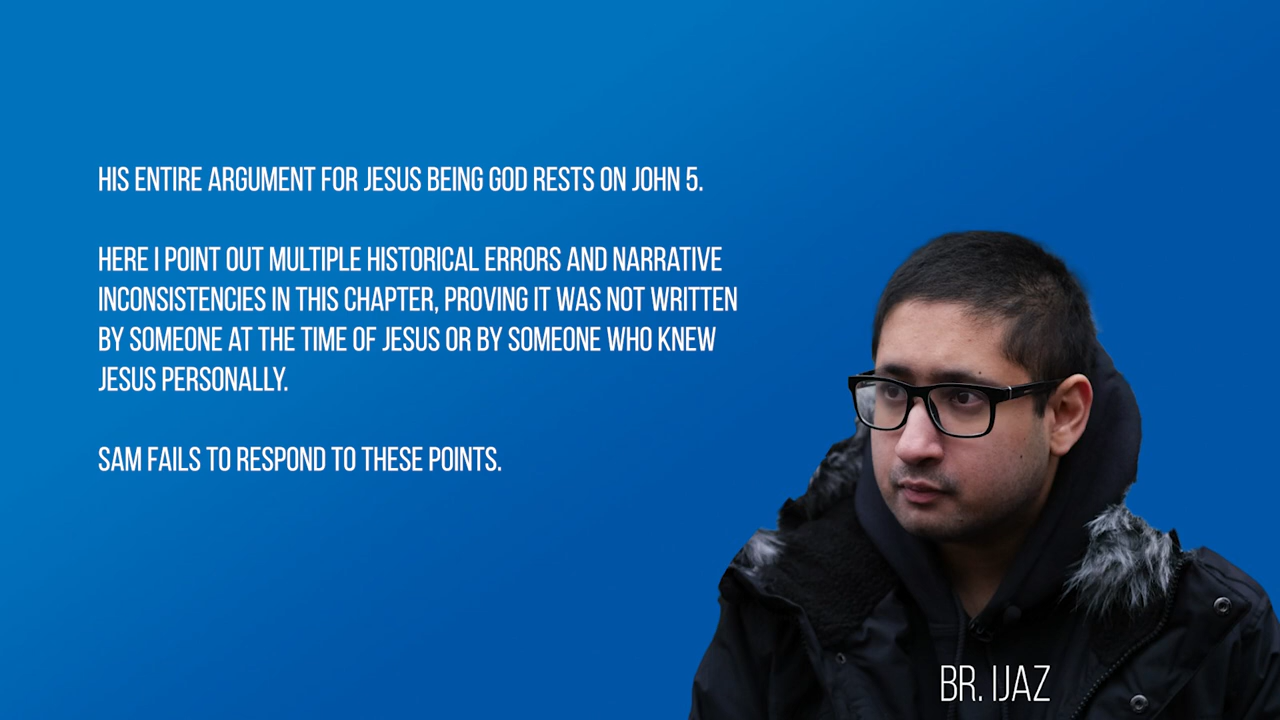 HIS ENTIRE ARGUMENT FOR JESUS BEING GOD RESTS ON JOHN 5.
HERE I POINT OUT MULTIPLE HISTORICAL ERRORS AND NARRATIVE
INCONSISTENCIES IN THIS CHAPTER, PROVING IT WAS NOT WRITTEN
BY SOMEONE AT THE TIME OF JESUS OR BY SOMEONE WHO KNEW
JESUS PERSONALLY.
SAM FAILS TO RESPOND TO THESE POINTS.
BR. IJAZ